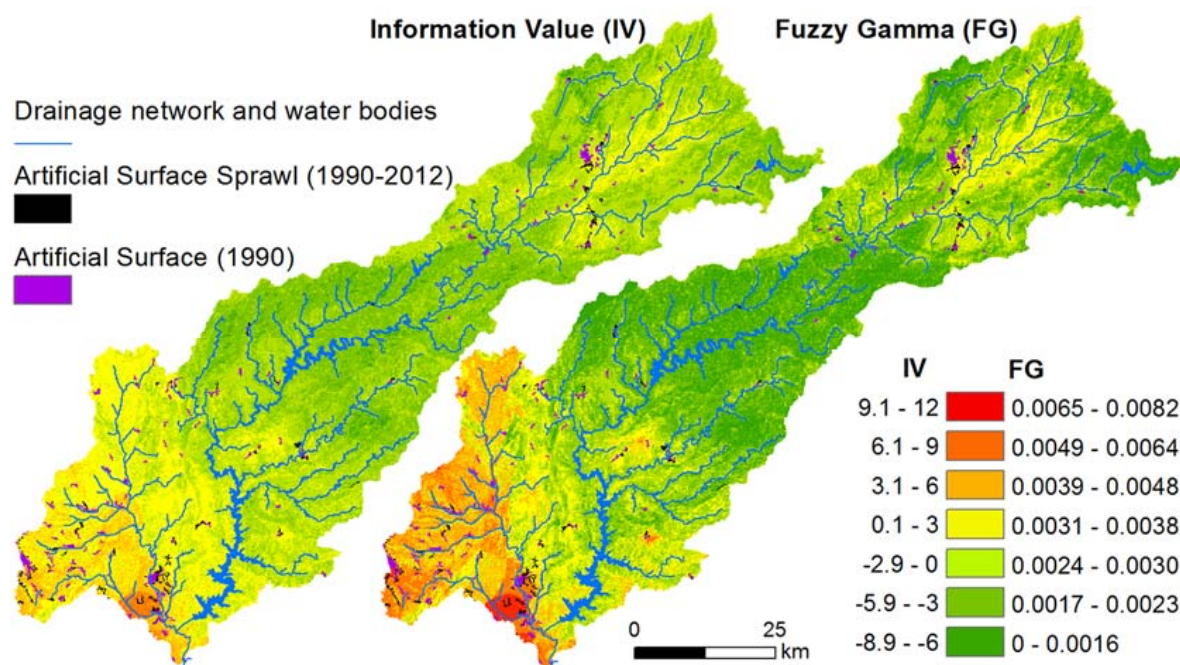 Information Value (IV)
Fuzzy Gamma (FG)
Drainage network and water bodies
Artificial Surface Sprawl (1990-2012)
Artificial Surface (1990)
IV FG
9.1 - 12 0.0065 - 0.0082
6.1 - 9 0.0049 - 0.0064
3.1 - 6 0.0039 - 0.0048
0.1 - 3 0.0031 - 0.0038
-2.9 - 0 0.0024 - 0.0030
-5.9 - -3 0.0017 - 0.0023
-8.9 - -6 0 - 0.0016
0 25
km